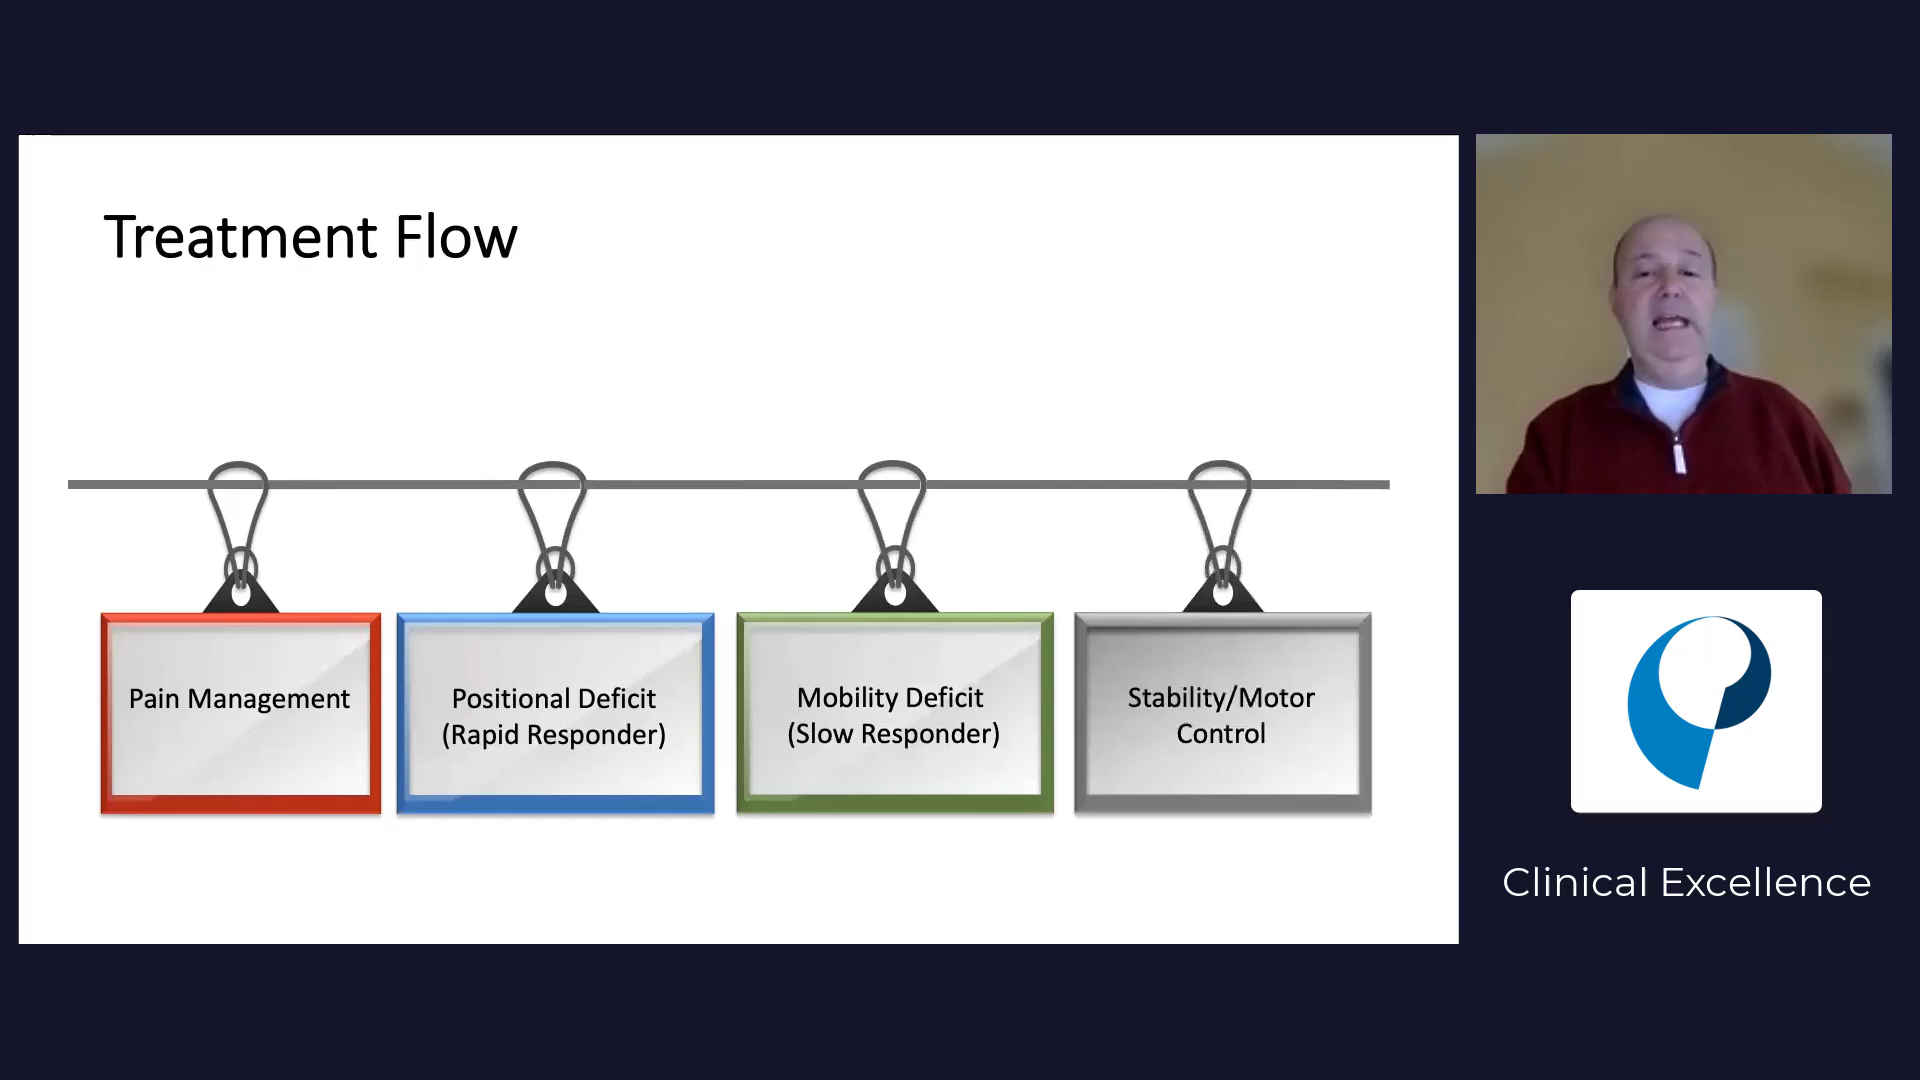 Treatment Flow
Pain Management
Positional Deficit
(Rapid Responder)
Mobility Deficit
(Slow Responder)
Stability/Motor
Control
Clinical Excellence